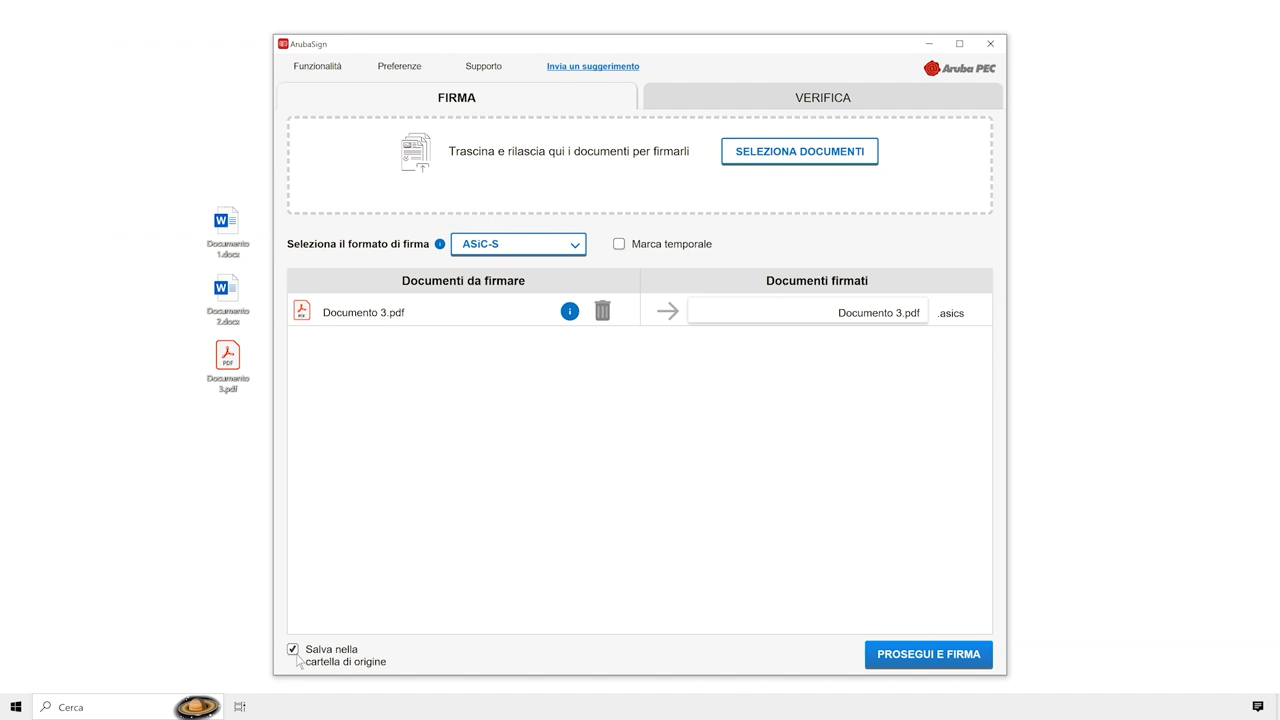 ArubaSign
Funzionalità Preferenze Supporto Invia un suggerimento
Aruba PEC
FIRMA VERIFICA
Trascina e rilascia qui i documenti per firmarli SELEZIONA DOCUMENTI
Seleziona il formato di firma i ASiC-S Marca temporale
Documenti da firmare Documenti firmati
PDF Documento 3.pdf i Documento 3.pdf .asics
W
Documento
1.docx
W
Documento
2.docx
PDF
Documento
3.pdf
Salva nella
cartella di origine
PROSEGUI E FIRMA
Cerca